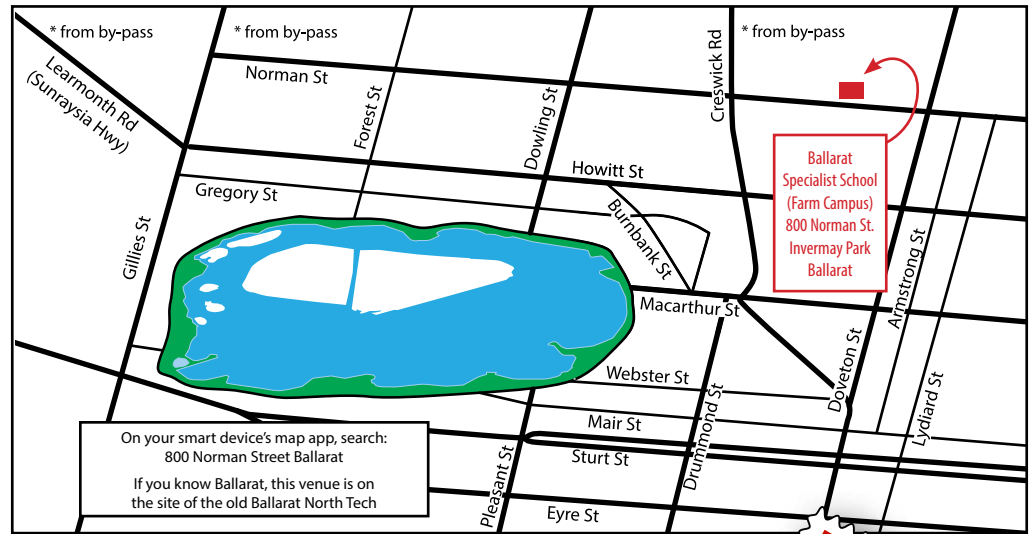 * from by-pass
* from by-pass
* from by-pass
Learmonth Rd
(Sunraysia Hwy)
Norman St
Forest St
Dowling St
Creswick Rd
Howitt St
Gregory St
Burnbank St
Gillies St
Ballarat
Specialist School
(Farm Campus)
800 Norman St.
Invermay Park
Ballarat
Armstrong St
Macarthur St
Webster St
Doveton St
Lydiard St
Drummond St
Mair St
Sturt St
Pleasant St
Eyre St
On your smart device's map app, search:
800 Norman Street Ballarat
If you know Ballarat, this venue is on
the site of the old Ballarat North Tech